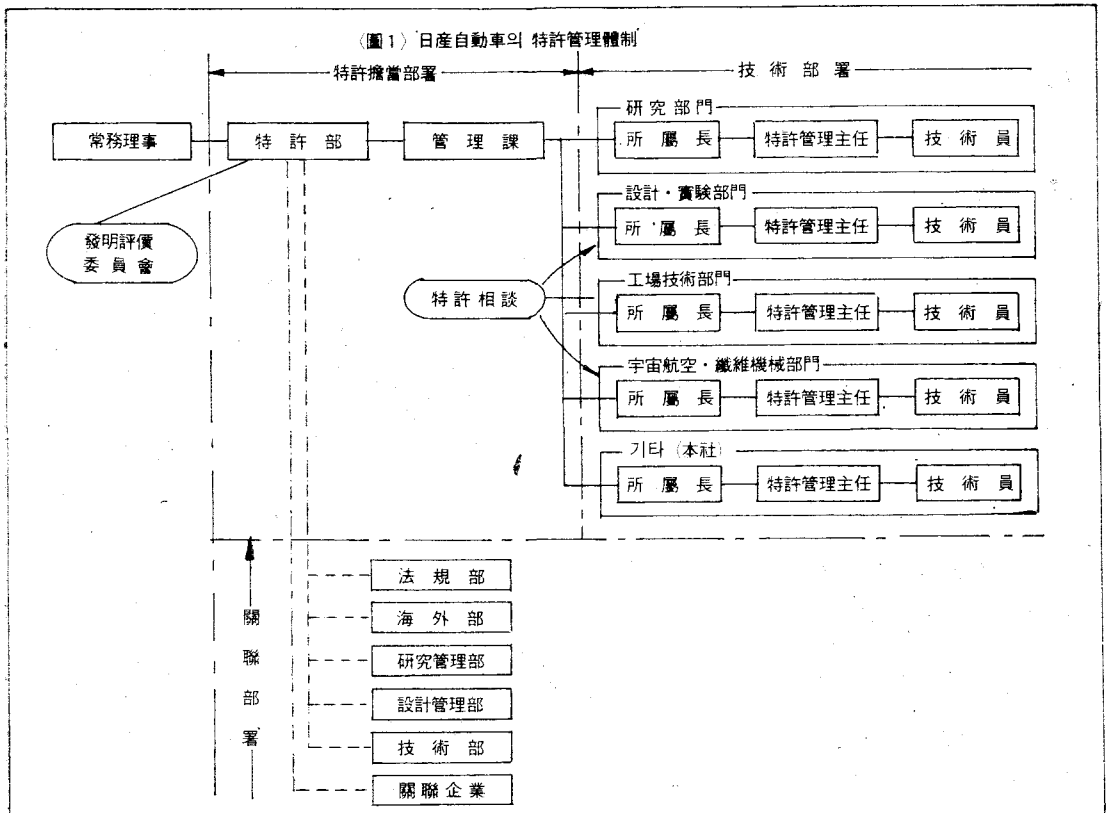 〈圖1〉 日産自動車의 特許管理體制
特許擔當部署
技術部署
常務理事
特許部
管理課
發明評價
委員會
特許相談
研究部門
所屬長
特許管理主任
技術員
設計・實驗部門
所屬長
特許管理主任
技術員
工場技術部門
所屬長
特許管理主任
技術員
宇宙航空・纖維機械部門
所屬長
特許管理主任
技術員
기타 (本社)
所屬長
特許管理主任
技術員
關聯部署
法規部
海外部
研究管理部
設計管理部
技術部
關聯企業